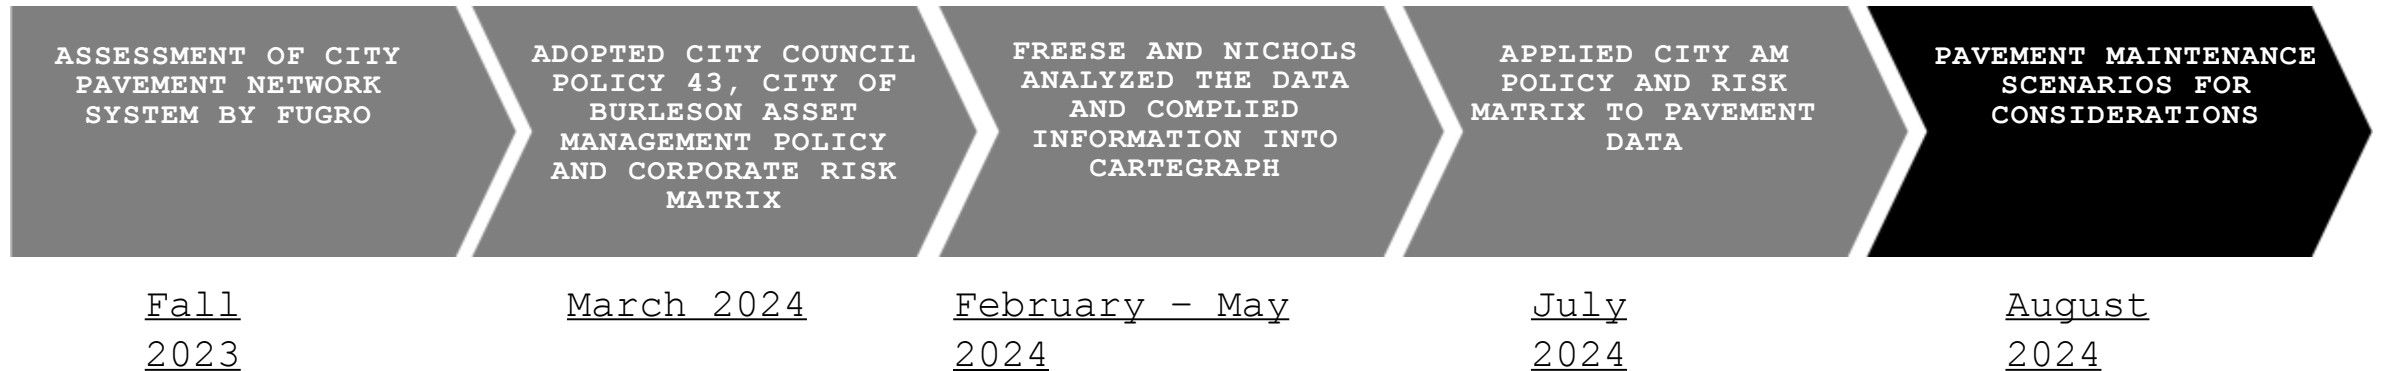 ASSESSMENT OF CITY
PAVEMENT NETWORK
SYSTEM BY FUGRO
ADOPTED CITY COUNCIL
POLICY 43, CITY OF
BURLESON ASSET
MANAGEMENT POLICY
AND CORPORATE RISK
MATRIX
FREESE AND NICHOLS
ANALYZED THE DATA
AND COMPLIED
INFORMATION INTO
CARTEGRAPH
APPLIED CITY AM
POLICY AND RISK
MATRIX TO PAVEMENT
DATA
PAVEMENT MAINTENANCE
SCENARIOS FOR
CONSIDERATIONS
Fall
2023
March 2024
February – May
2024
July
2024
August
2024